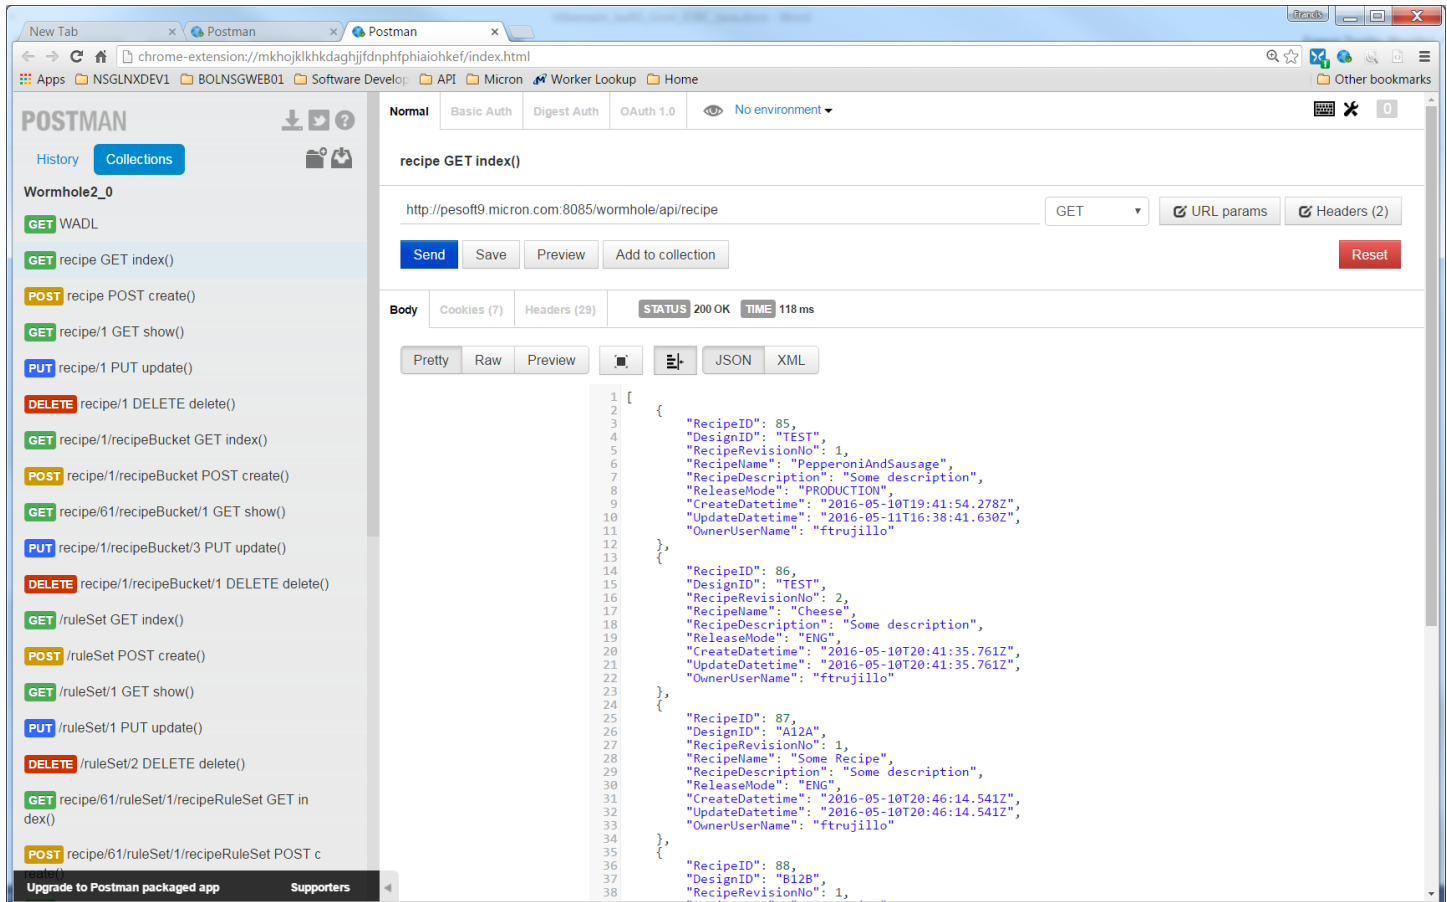 Francis
New Tab
Postman
Postman
chrome-extension://mkhojklkhkdaghjjfdnphfphiaiohkef/index.html
Apps NSGLNXDEV1 BOLNSGWEB01 Software Develop API Micron Worker Lookup Home Other bookmarks
POSTMAN
History Collections
Wormhole2_0
GET WADL
GET recipe GET index()
POST recipe POST create()
GET recipe/1 GET show()
PUT recipe/1 PUT update()
DELETE recipe/1 DELETE delete()
GET recipe/1/recipeBucket GET index()
POST recipe/1/recipeBucket POST create()
GET recipe/61/recipeBucket/1 GET show()
PUT recipe/1/recipeBucket/3 PUT update()
DELETE recipe/1/recipeBucket/1 DELETE delete()
GET /ruleSet GET index()
POST /ruleSet POST create()
GET /ruleSet/1 GET show()
PUT /ruleSet/1 PUT update()
DELETE /ruleSet/2 DELETE delete()
GET recipe/61/ruleSet/1/recipeRuleSet GET in
dex()
POST recipe/61/ruleSet/1/recipeRuleSet POST c
reate()
Upgrade to Postman packaged app Supporters
Normal Basic Auth Digest Auth OAuth 1.0 No environment 0
recipe GET index()
http://pesoft9.micron.com:8085/wormhole/api/recipe GET URL params Headers (2)
Send Save Preview Add to collection Reset
Body Cookies (7) Headers (29) STATUS 200 OK TIME 118 ms
Pretty Raw Preview JSON XML
1 [
2 {
3 "RecipeID": 85,
4 "DesignID": "TEST",
5 "RecipeRevisionNo": 1,
6 "RecipeName": "PepperoniAndSausage",
7 "RecipeDescription": "Some description",
8 "ReleaseMode": "PRODUCTION",
9 "CreateDatetime": "2016-05-10T19:41:54.278Z",
10 "UpdateDatetime": "2016-05-11T16:38:41.630Z",
11 "OwnerUserName": "ftrujillo"
12 },
13 {
14 "RecipeID": 86,
15 "DesignID": "TEST",
16 "RecipeRevisionNo": 2,
17 "RecipeName": "Cheese",
18 "RecipeDescription": "Some description",
19 "ReleaseMode": "ENG",
20 "CreateDatetime": "2016-05-10T20:41:35.761Z",
21 "UpdateDatetime": "2016-05-10T20:41:35.761Z",
22 "OwnerUserName": "ftrujillo"
23 },
24 {
25 "RecipeID": 87,
26 "DesignID": "A12A",
27 "RecipeRevisionNo": 1,
28 "RecipeName": "Some Recipe",
29 "RecipeDescription": "Some description",
30 "ReleaseMode": "ENG",
31 "CreateDatetime": "2016-05-10T20:46:14.541Z",
32 "UpdateDatetime": "2016-05-10T20:46:14.541Z",
33 "OwnerUserName": "ftrujillo"
34 },
35 {
36 "RecipeID": 88,
37 "DesignID": "B12B",
38 "RecipeRevisionNo": 1,